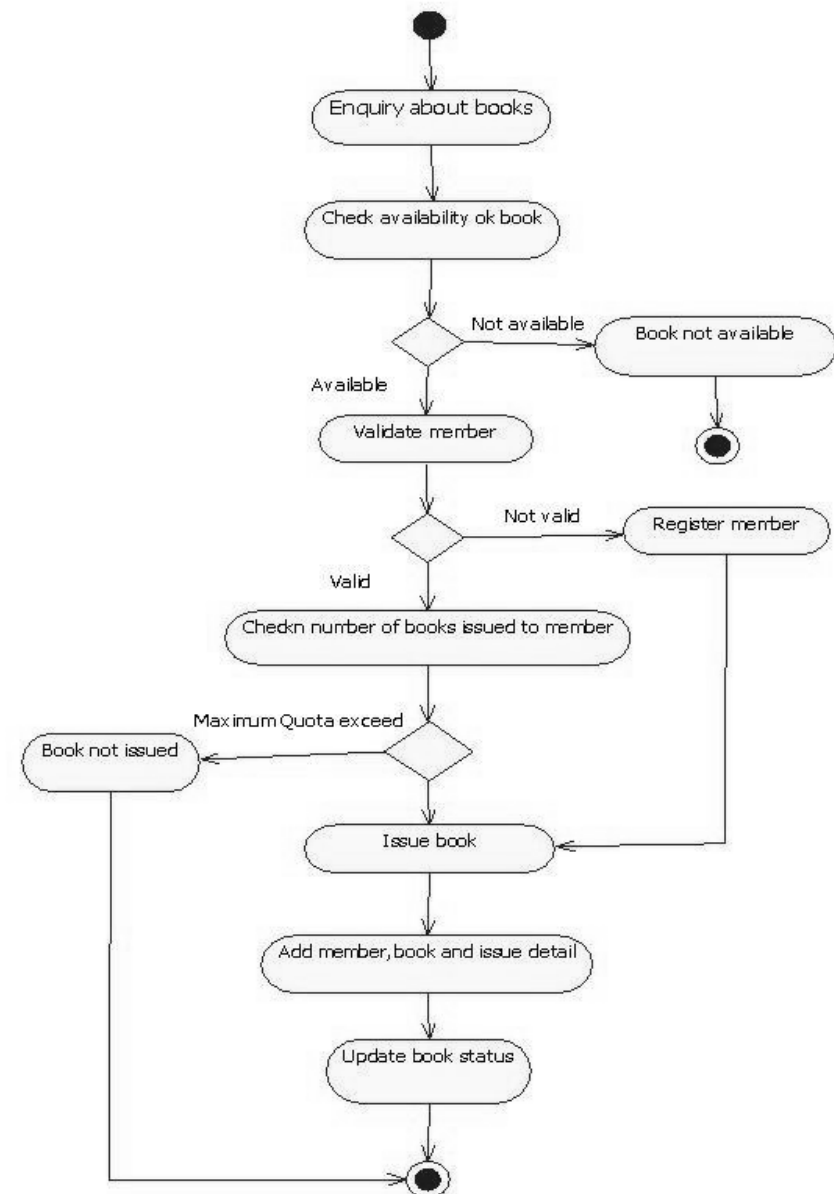 Enquiry about books
Check availability ok book
Not available
Book not available
Available
Validate member
Not valid
Register member
Valid
Checkn number of books issued to member
Maximum Quota exceed
Book not issued
Issue book
Add member,book and issue detail
Update book status